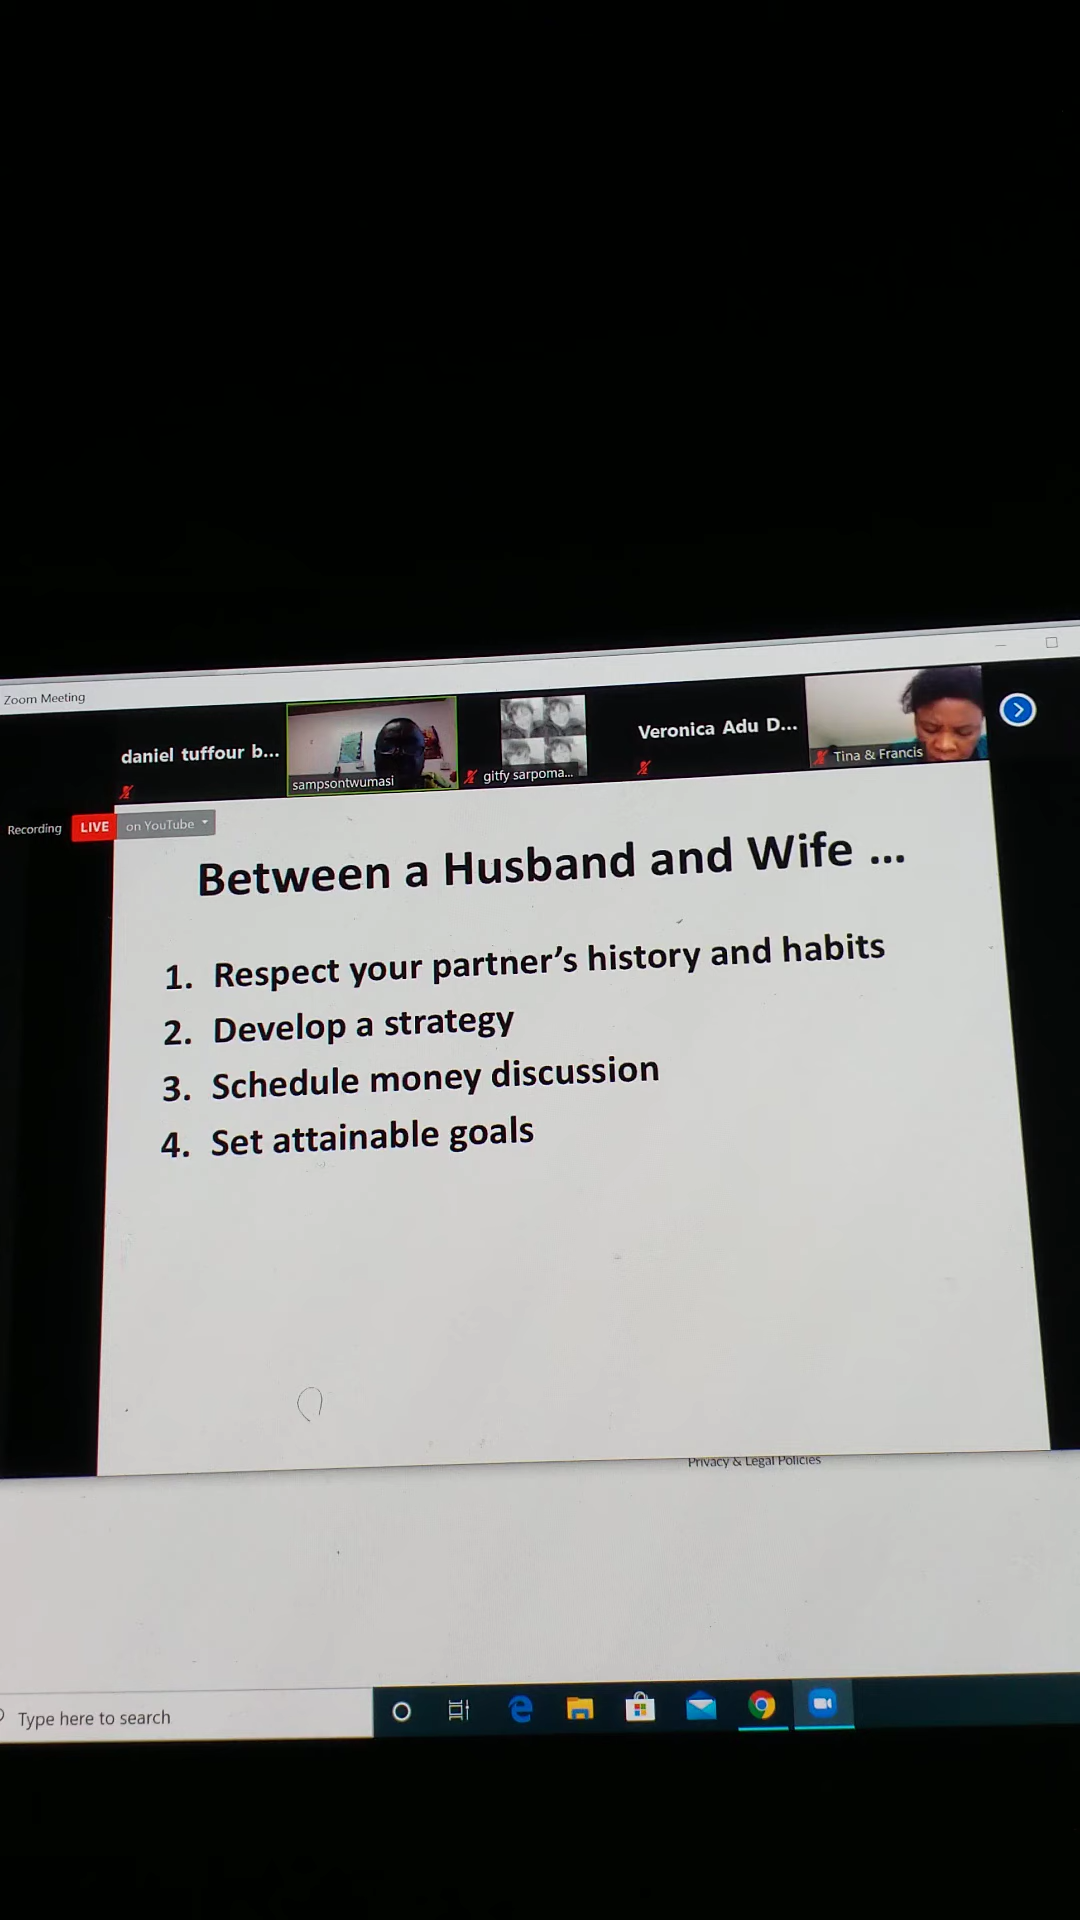 Zoom Meeting
daniel tuffour b...
sampsontwumasi
gitfy sarpoma...
Veronica Adu D...
Tina & Francis
Recording
LIVE
on YouTube
Between a Husband and Wife ...
1. Respect your partner's history and habits
2. Develop a strategy
3. Schedule money discussion
4. Set attainable goals
Privacy & Legal Policies
Type here to search